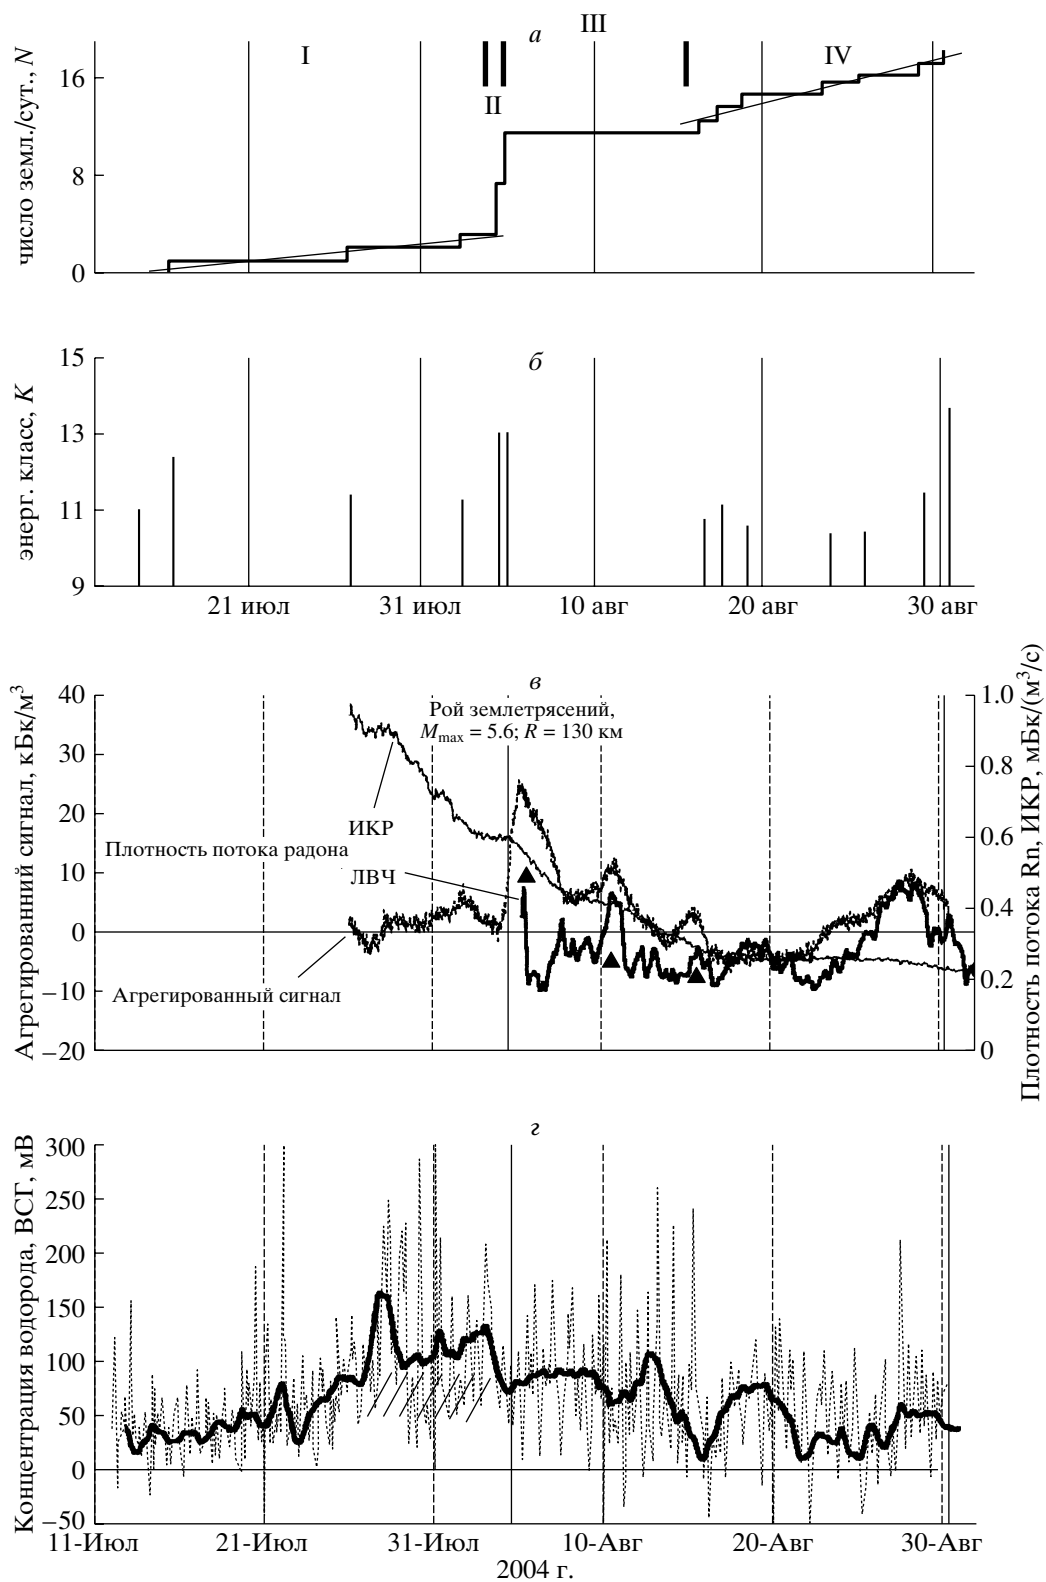 а
III
I
II
IV
число земл./сут., N
16
8
0
б
энерг. класс, K
15
13
11
9
21 июл
31 июл
10 авг
20 авг
30 авг
в
Агрегированний сигнал, кБк/м³
40
30
20
10
0
–10
–20
Рой землетрясений,
Mmax = 5.6; R = 130 км
ИКР
Плотность потока радона
ЛВЧ
Агрегированный сигнал
1.0
0.8
0.6
0.4
0.2
0
Плотность потока Rn, ИКР, мБк/(м³/с)
г
Концентрация водорода, ВСГ, мВ
300
250
200
150
100
50
0
–50
11-Июл
21-Июл
31-Июл
10-Авг
20-Авг
30-Авг
2004 г.